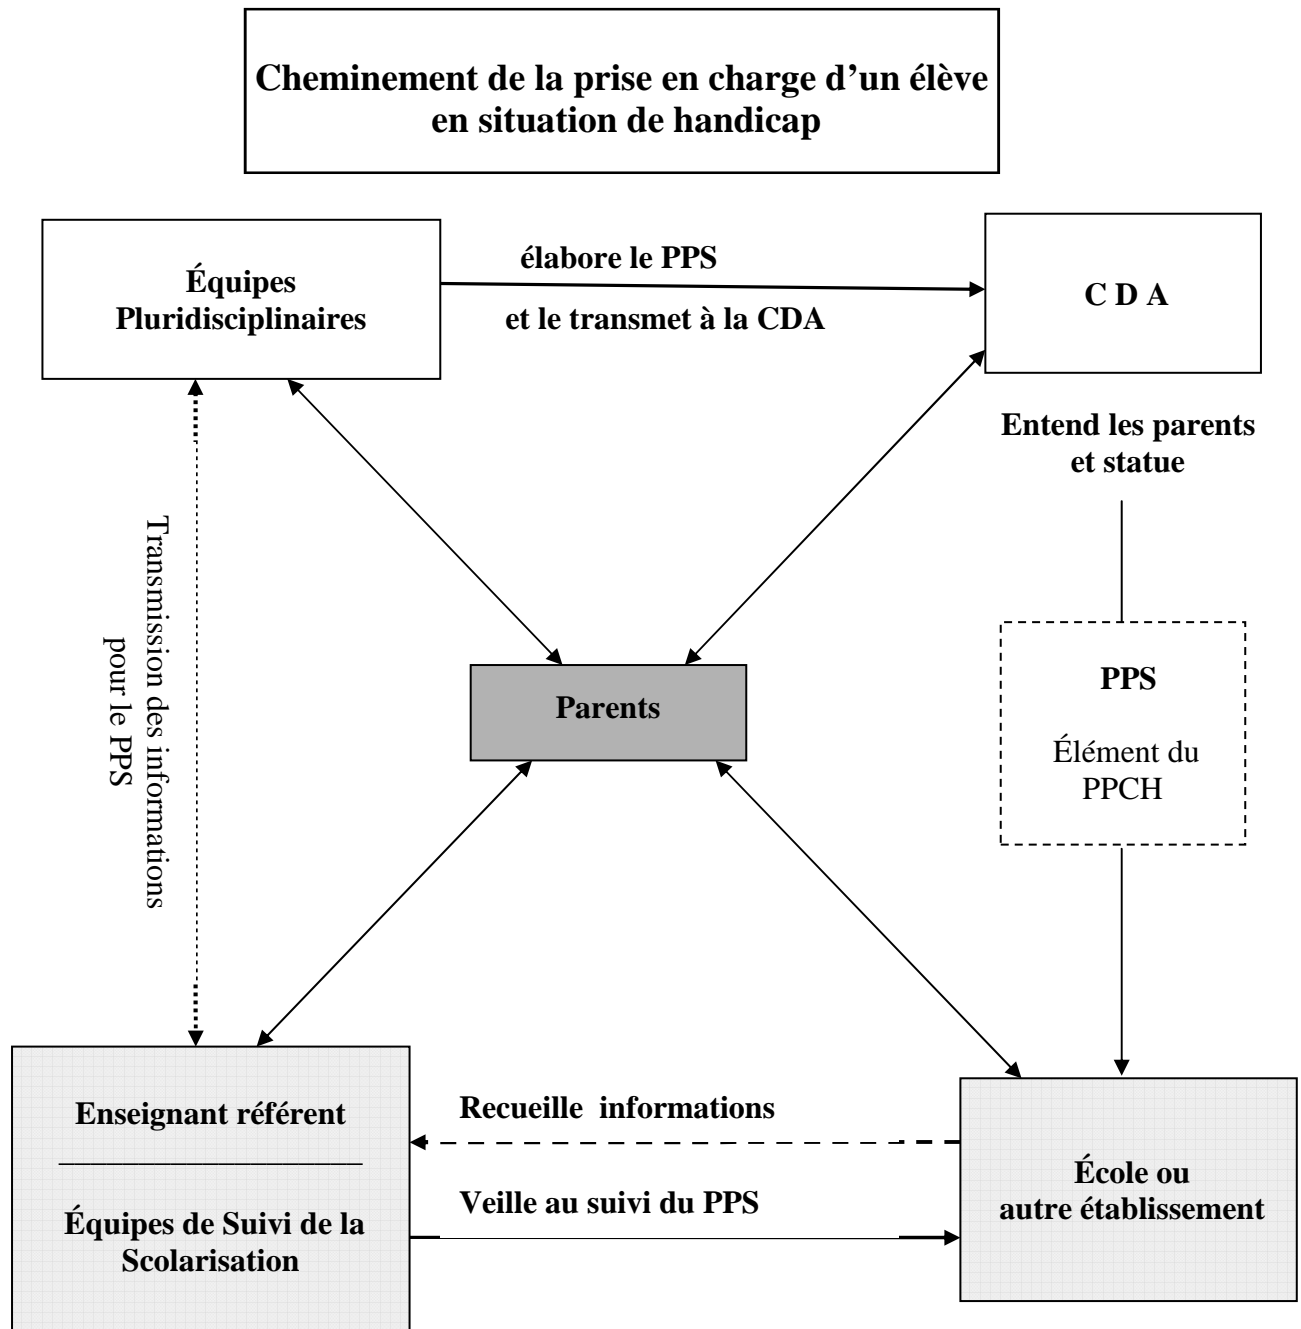 Cheminement de la prise en charge d’un élève
en situation de handicap
Équipes
Pluridisciplinaires
élabore le PPS
et le transmet à la CDA
C D A
Entend les parents
et statue
Transmission des informations
pour le PPS
Parents
PPS
Élément du
PPCH
Enseignant référent
Équipes de Suivi de la
Scolarisation
Recueille  informations
Veille au suivi du PPS
École ou
autre établissement